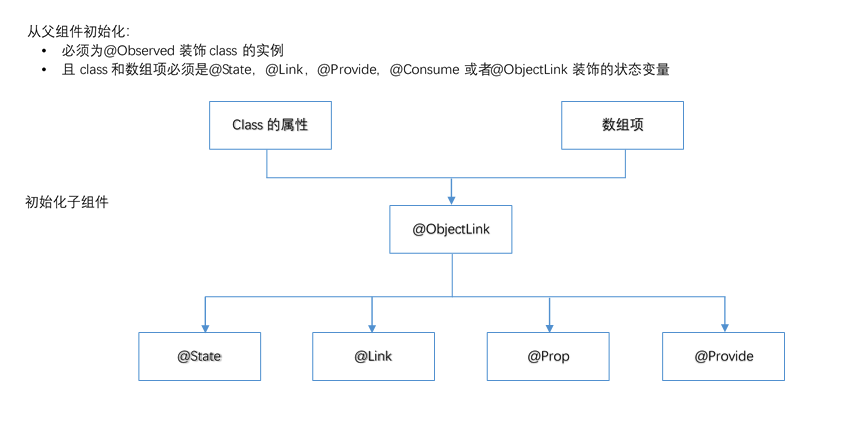 从父组件初始化：
• 必须为@Observed 装饰 class 的实例
• 且 class 和数组项必须是@State，@Link，@Provide，@Consume 或者@ObjectLink 装饰的状态变量
Class 的属性
数组项
初始化子组件
@ObjectLink
@State
@Link
@Prop
@Provide